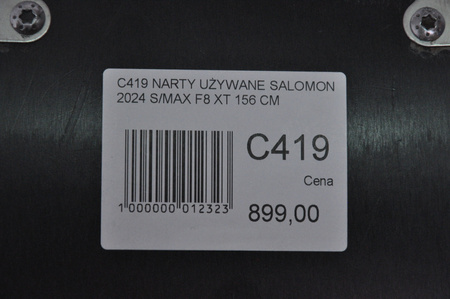 C419 NARTY UŻYWANE SALOMON
2024 S/MAX F8 XT 156 CM
C419
Cena
1 000000 012323
899,00